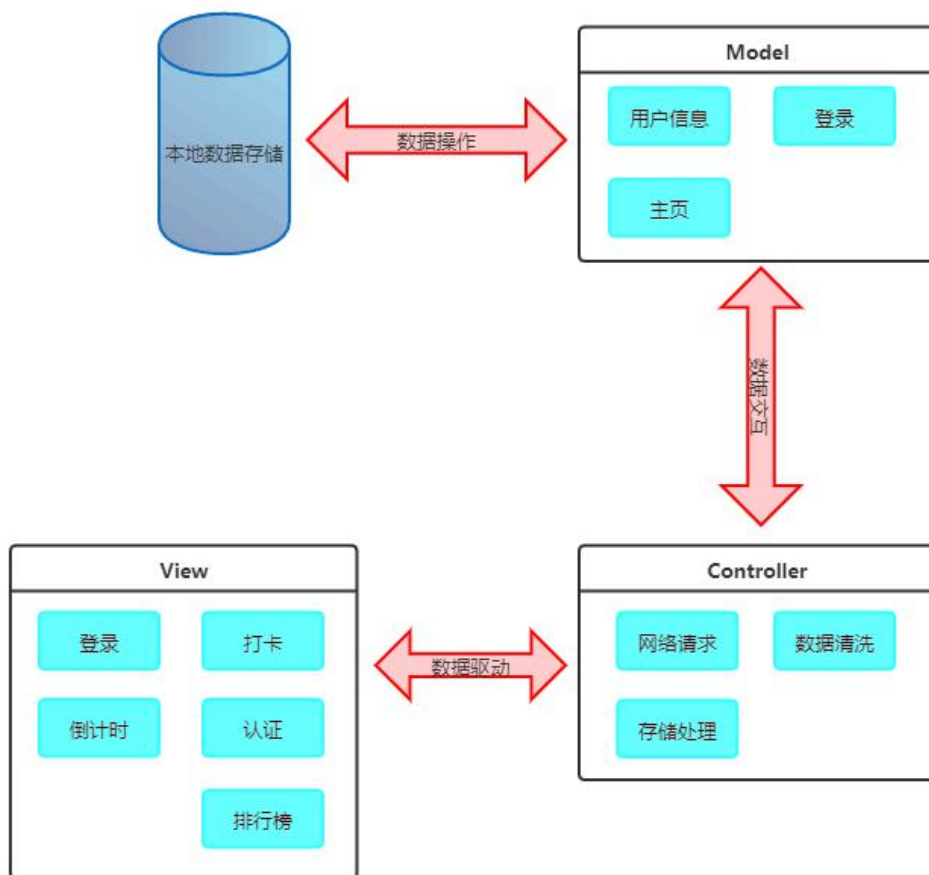 本地数据存储
数据操作
Model
用户信息
登录
主页
数据交互
View
登录
打卡
倒计时
认证
排行榜
数据驱动
Controller
网络请求
数据清洗
存储处理